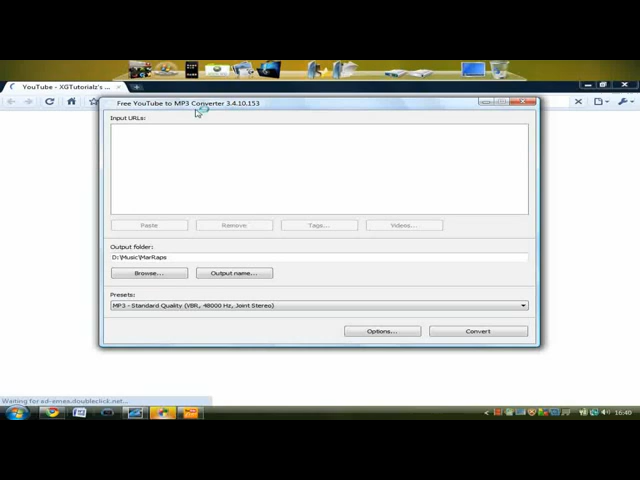 YouTube - XGTutorialz's
Free YouTube to MP3 Converter 3.4.10.153
Input URLs:
Paste
Remove
Tags...
Videos...
Output folder:
D:\Music\MarRaps
Browse...
Output name...
Presets:
MP3 - Standard Quality (VBR, 48000 Hz, Joint Stereo)
Options...
Convert
Waiting for ad-emea.doubleclick.net...
16:40